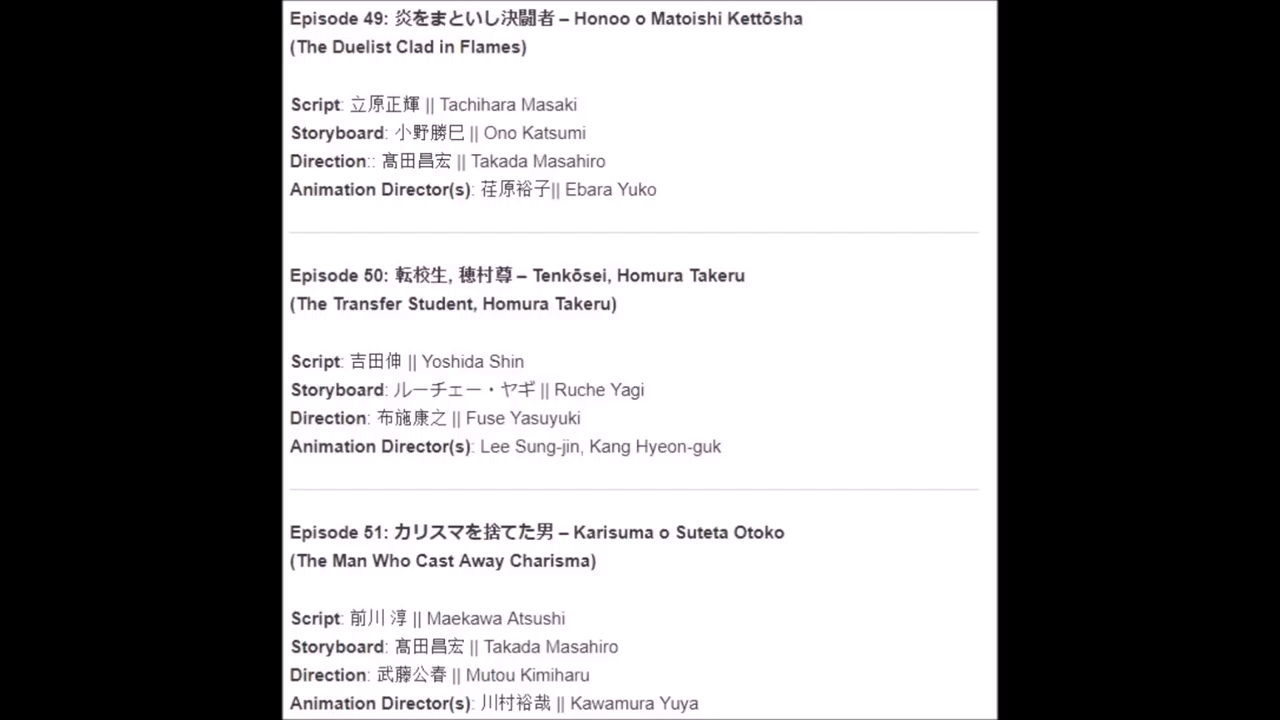 Episode 49: 炎をまといし決闘者 – Honoo o Matoishi Kettōsha
(The Duelist Clad in Flames)
Script: 立原正輝 || Tachihara Masaki
Storyboard: 小野勝巳 || Ono Katsumi
Direction:: 髙田昌宏 || Takada Masahiro
Animation Director(s): 荏原裕子|| Ebara Yuko
Episode 50: 転校生, 穂村尊 – Tenkōsei, Homura Takeru
(The Transfer Student, Homura Takeru)
Script: 吉田伸 || Yoshida Shin
Storyboard: ルーチェー・ヤギ || Ruche Yagi
Direction: 布施康之 || Fuse Yasuyuki
Animation Director(s): Lee Sung-jin, Kang Hyeon-guk
Episode 51: カリスマを捨てた男 – Karisuma o Suteta Otoko
(The Man Who Cast Away Charisma)
Script: 前川 淳 || Maekawa Atsushi
Storyboard: 髙田昌宏 || Takada Masahiro
Direction: 武藤公春 || Mutou Kimiharu
Animation Director(s): 川村裕哉 || Kawamura Yuya